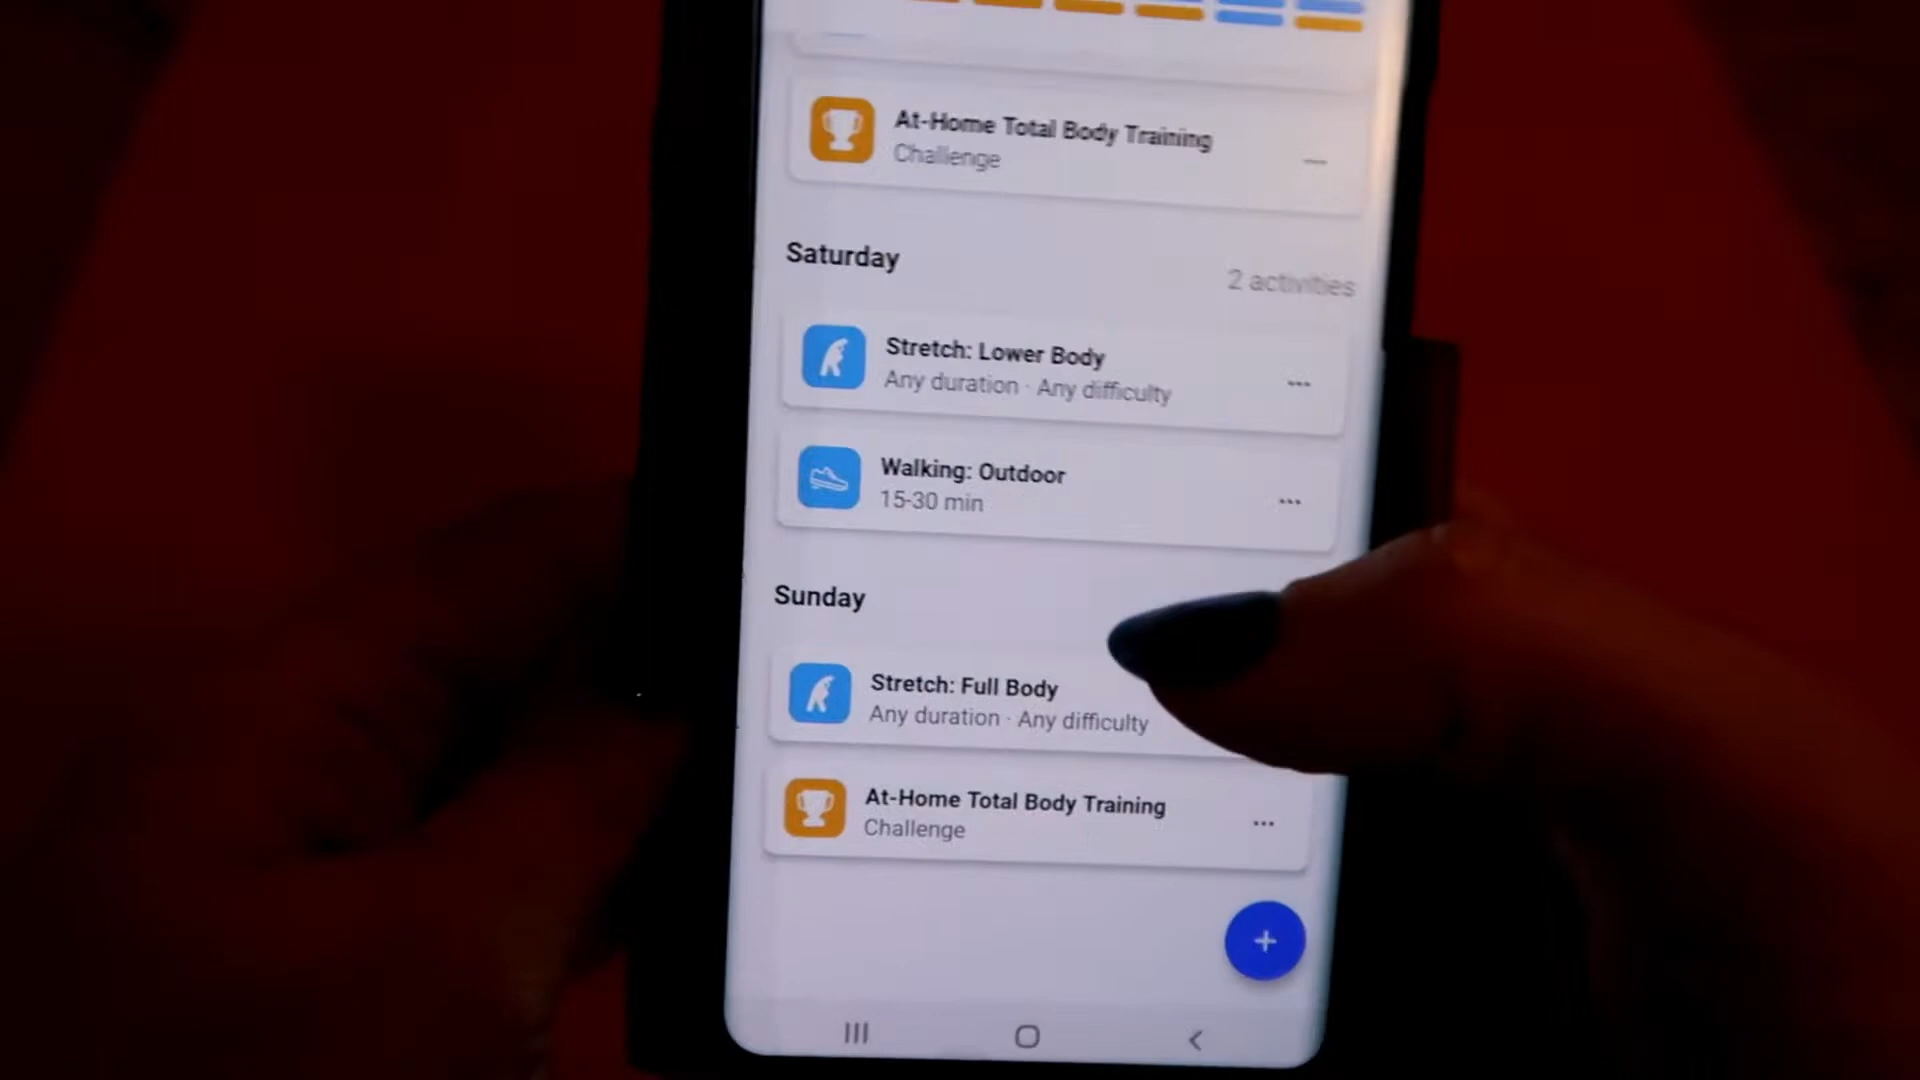 At-Home Total Body Training
Challenge
Saturday
2 activities
Stretch: Lower Body
Any duration · Any difficulty
Walking: Outdoor
15-30 min
Sunday
Stretch: Full Body
Any duration · Any difficulty
At-Home Total Body Training
Challenge